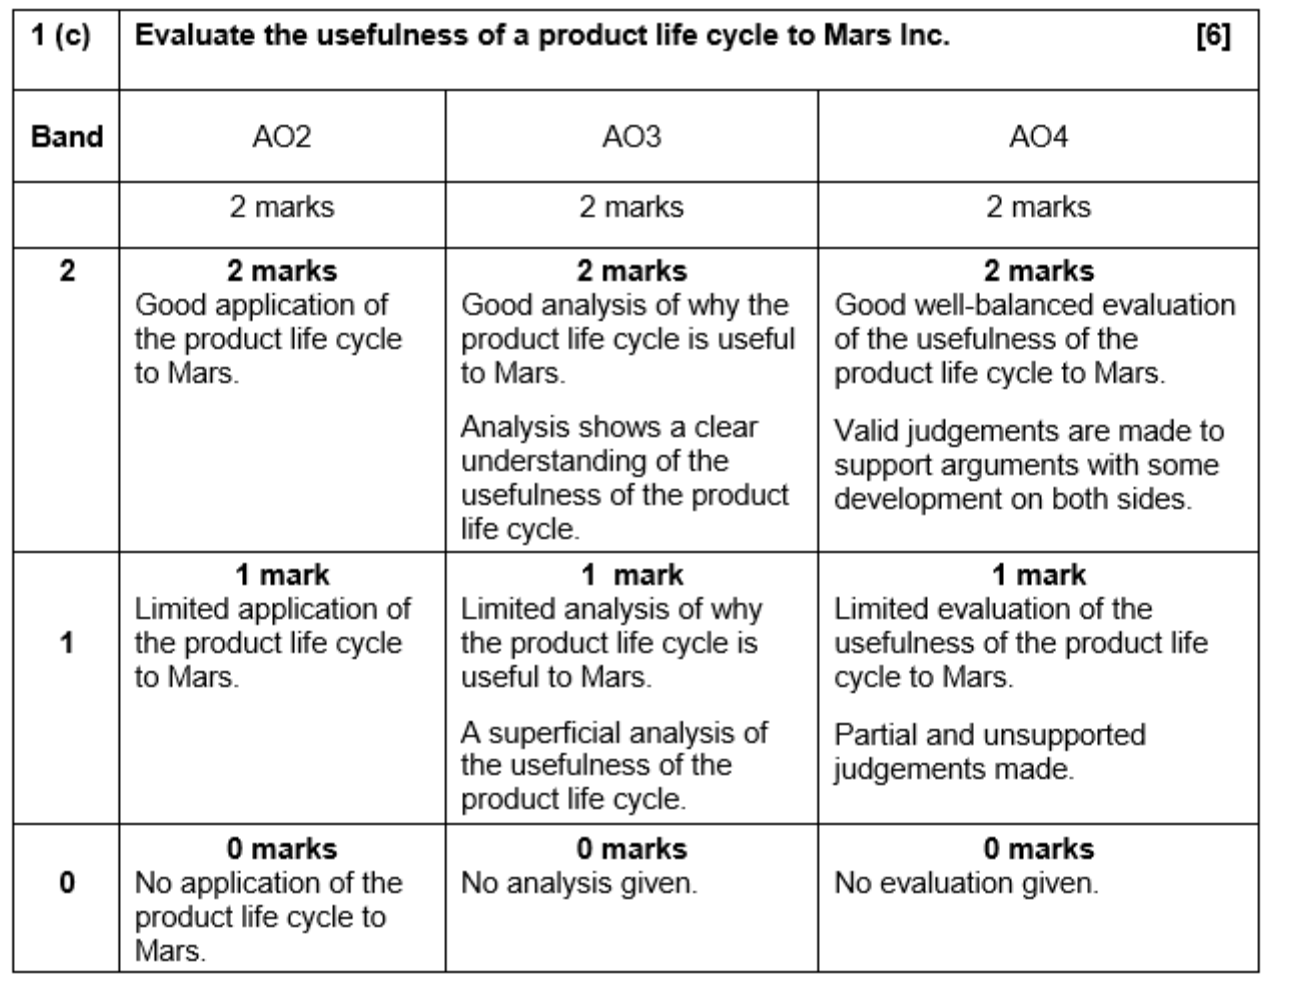 1 (c)
Evaluate the usefulness of a product life cycle to Mars Inc. [6]
Band
AO2
AO3
AO4
2 marks
2 marks
2 marks
2
2 marks
Good application of
the product life cycle
to Mars.
2 marks
Good analysis of why the
product life cycle is useful
to Mars.
Analysis shows a clear
understanding of the
usefulness of the product
life cycle.
2 marks
Good well-balanced evaluation
of the usefulness of the
product life cycle to Mars.
Valid judgements are made to
support arguments with some
development on both sides.
1
1 mark
Limited application of
the product life cycle
to Mars.
1 mark
Limited analysis of why
the product life cycle is
useful to Mars.
A superficial analysis of
the usefulness of the
product life cycle.
1 mark
Limited evaluation of the
usefulness of the product life
cycle to Mars.
Partial and unsupported
judgements made.
0
0 marks
No application of the
product life cycle to
Mars.
0 marks
No analysis given.
0 marks
No evaluation given.